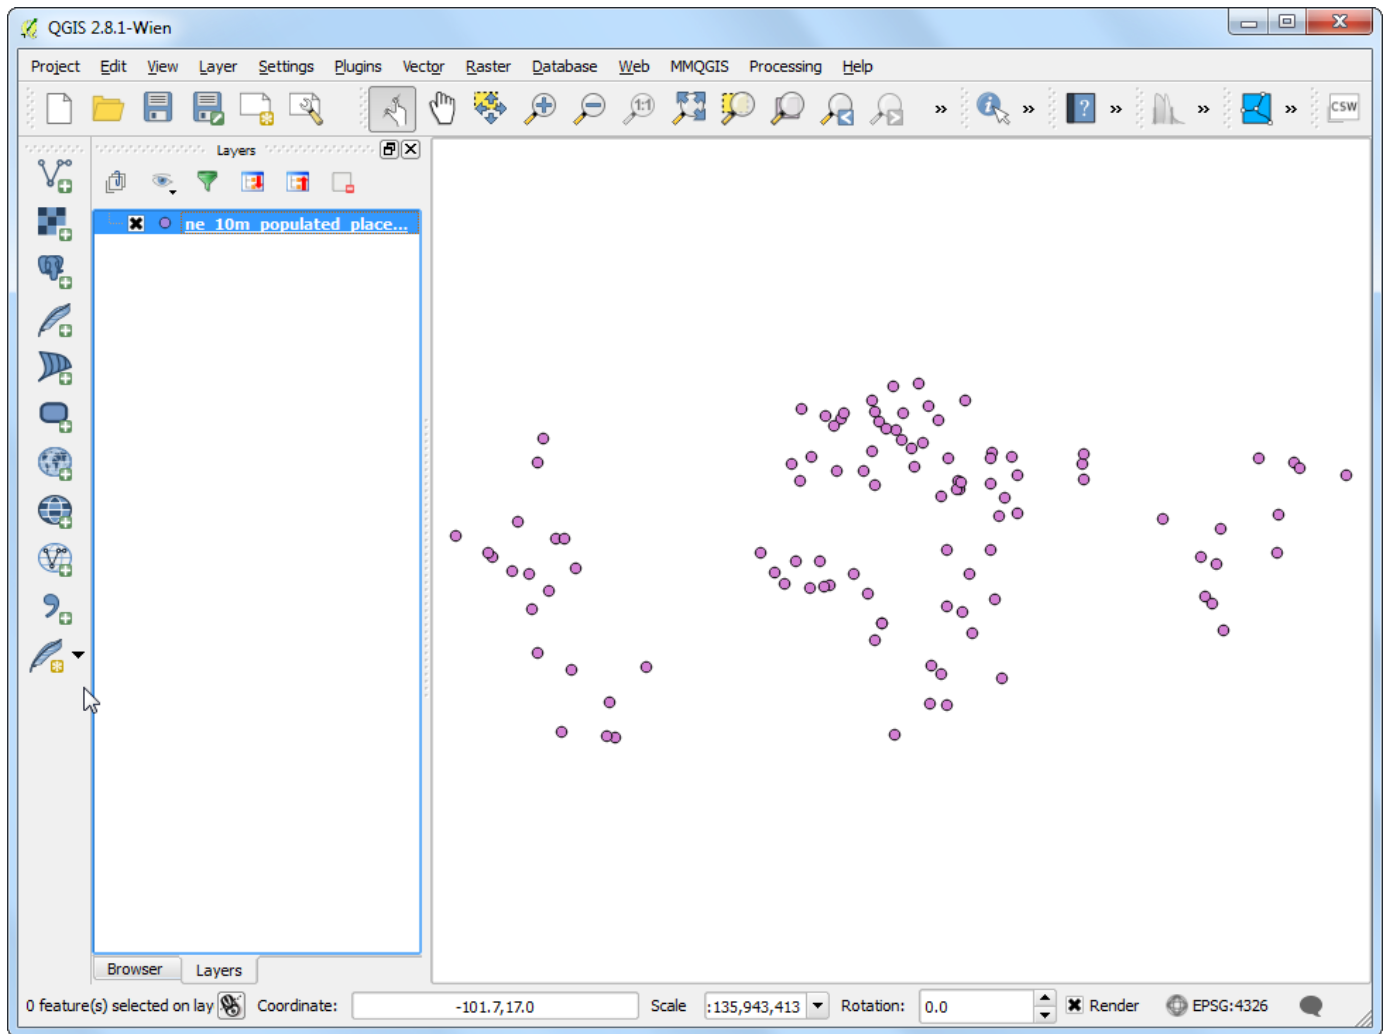 QGIS 2.8.1-Wien
Project Edit View Layer Settings Plugins Vector Raster Database Web MMQGIS Processing Help
1:1 » » ? » » » CSW
Layers
ne_10m_populated_place...
Browser Layers
0 feature(s) selected on lay Coordinate: -101.7,17.0 Scale :135,943,413 Rotation: 0.0 Render EPSG:4326